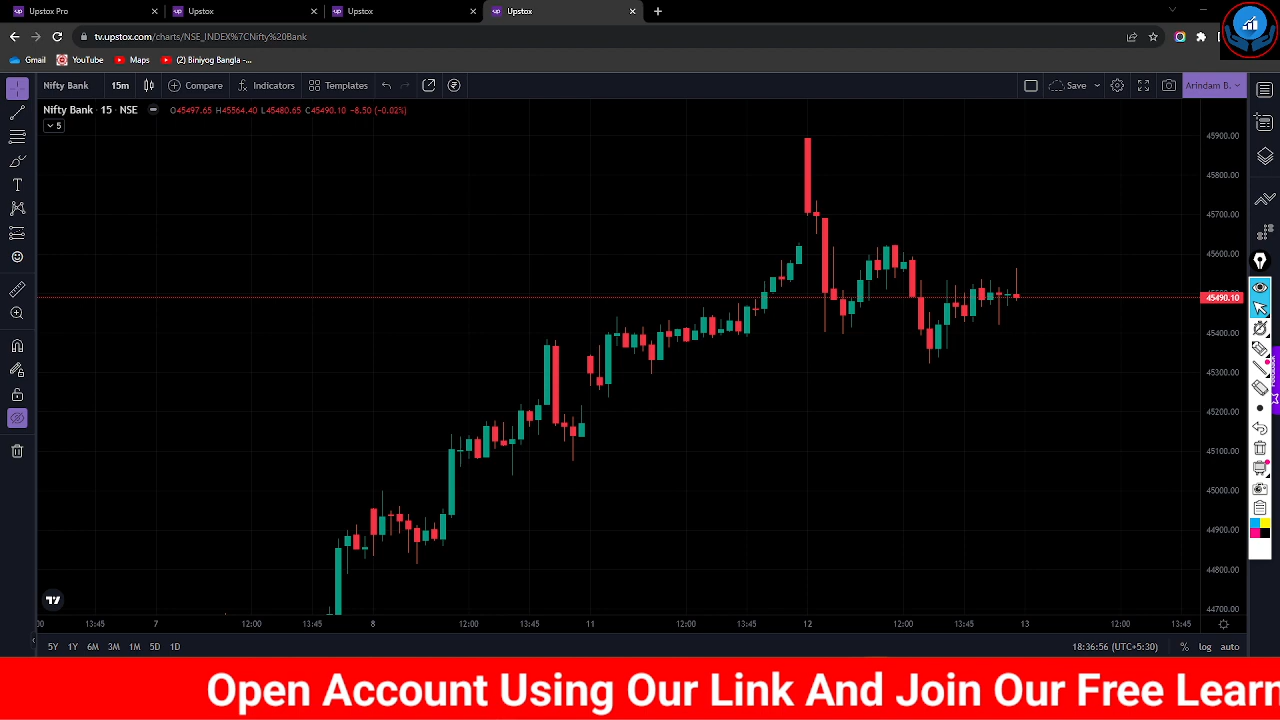 Upstox Pro
Upstox
Upstox
Upstox
tv.upstox.com/charts/NSE_INDEX%7CNifty%20Bank
Gmail YouTube Maps (2) Biniyog Bangla -...
Nifty Bank 15m Compare Indicators Templates Save Arindam B.
Nifty Bank · 15 · NSE O45497.65 H45564.40 L45480.65 C45490.10 -8.50 (-0.02%)
5
45900.00
45800.00
45700.00
45600.00
45490.10
45400.00
45300.00
45200.00
45100.00
45000.00
44900.00
44800.00
44700.00
13:45 7 12:00 13:45 8 12:00 13:45 11 12:00 13:45 12 12:00 13:45 13 12:00 13:45
5Y 1Y 6M 3M 1M 5D 1D 18:36:56 (UTC+5:30) % log auto
Open Account Using Our Link And Join Our Free Learn